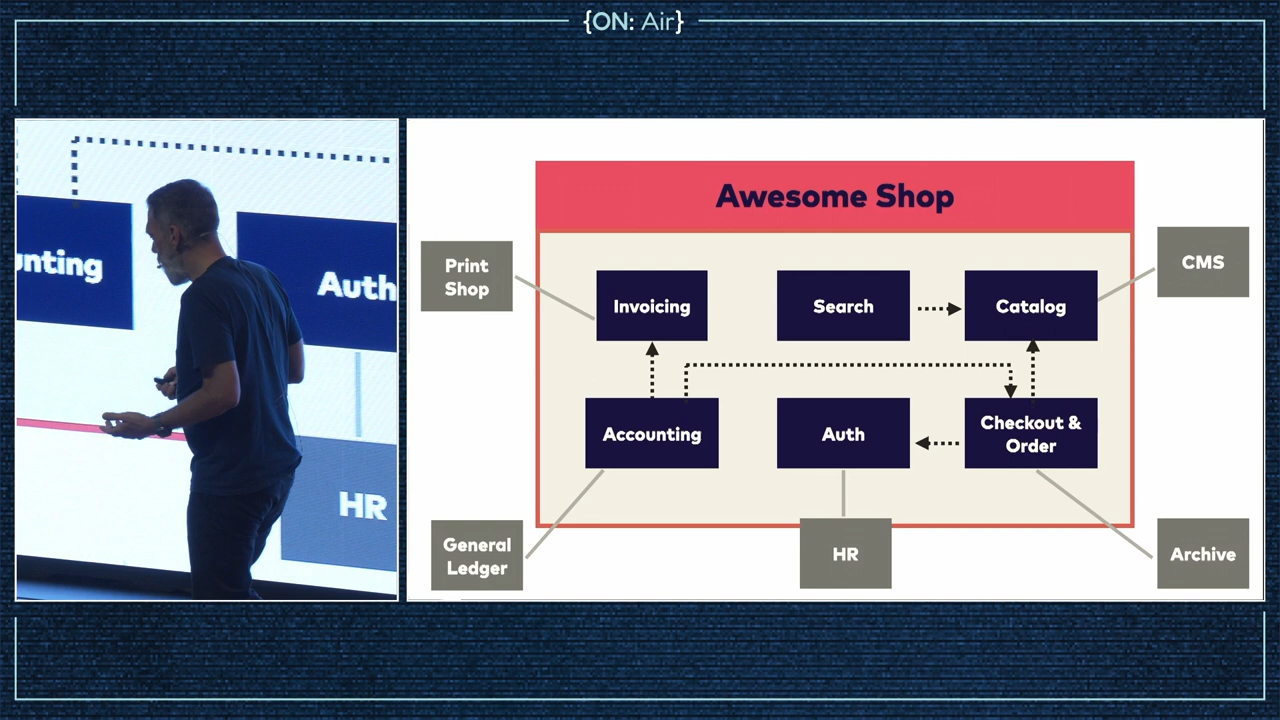 {ON: Air}
unting
Auth
HR
Awesome Shop
Print
Shop
CMS
Invoicing
Search
Catalog
Accounting
Auth
Checkout &
Order
General
Ledger
HR
Archive